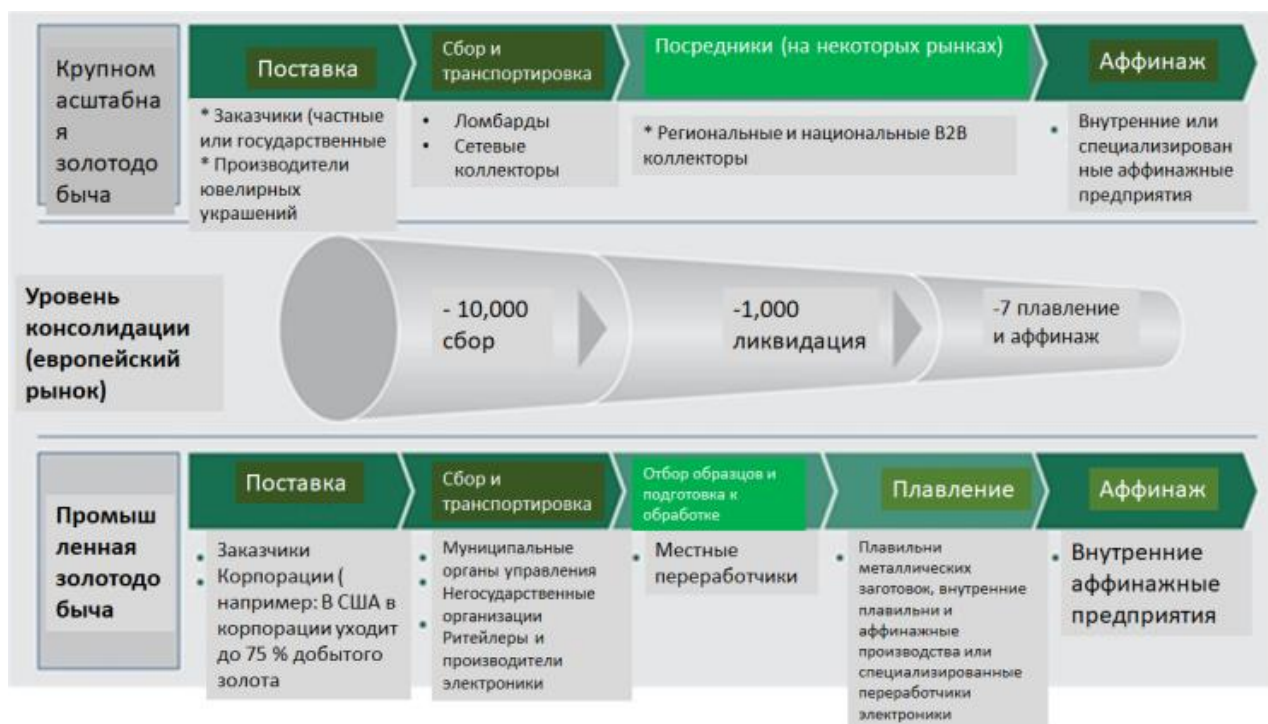 Крупном
асштабна
я
золотодо
быча
Поставка
* Заказчики (частные
или государственные
* Производители
ювелирных
украшений
Сбор и
транспортировка
• Ломбарды
• Сетевые
коллекторы
Посредники (на некоторых рынках)
* Региональные и национальные B2B
коллекторы
Аффинаж
• Внутренние или
специализирован
ные аффинажные
предприятия
Уровень
консолидации
(европейский
рынок)
- 10,000
сбор
-1,000
ликвидация
-7 плавление
и аффинаж
Промыш
ленная
золотодо
быча
Поставка
• Заказчики
• Корпорации (
например: В США в
корпорации уходит
до 75 % добытого
золота
Сбор и
транспортировка
• Муниципальные
органы управления
• Негосударственные
организации
• Ритейлеры и
производители
электроники
Отбор образцов и
подготовка к
обработке
• Местные
переработчики
Плавление
• Плавильни
металлических
заготовок, внутренние
плавильни и
аффинажные
производства или
специализированные
переработчики
электроники
Аффинаж
• Внутренние
аффинажные
предприятия